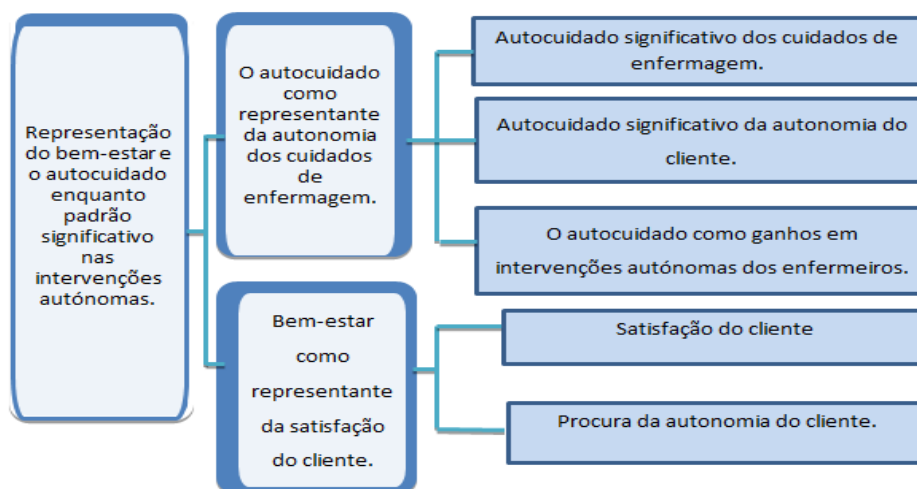 Representação
do bem-estar e
o autocuidado
enquanto
padrão
significativo
nas
intervenções
autónomas.
O autocuidado
como
representante
da autonomia
dos cuidados
de
enfermagem.
Autocuidado significativo dos cuidados de
enfermagem.
Autocuidado significativo da autonomia do
cliente.
O autocuidado como ganhos em
intervenções autónomas dos enfermeiros.
Bem-estar
como
representante
da satisfação
do cliente.
Satisfação do cliente
Procura da autonomia do cliente.